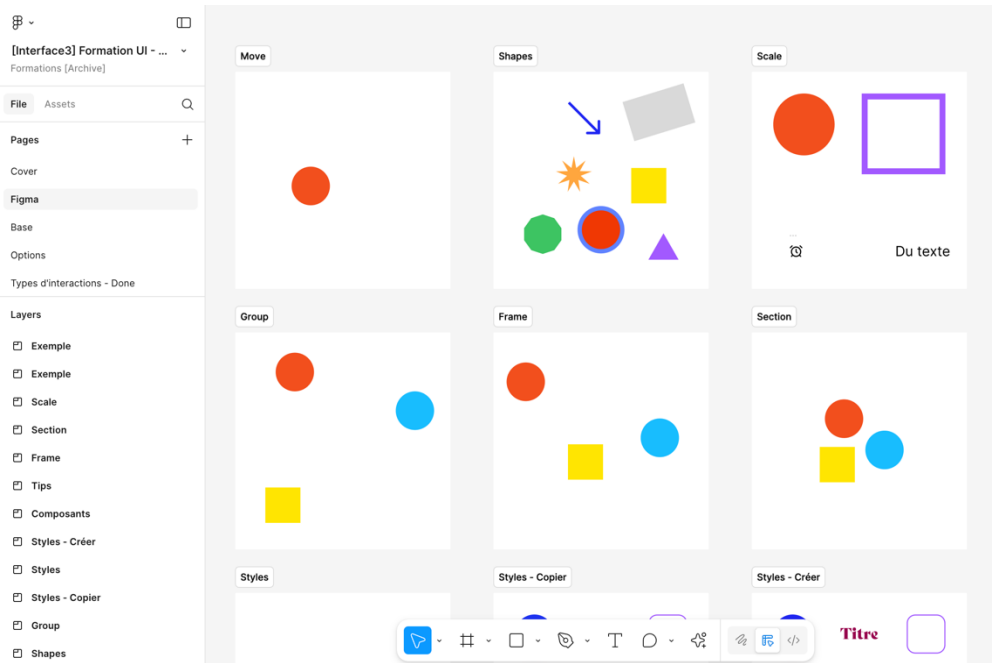 [Interface3] Formation UI - ...
Formations [Archive]
File
Assets
Pages
Cover
Figma
Base
Options
Types d'interactions - Done
Layers
Exemple
Exemple
Scale
Section
Frame
Tips
Composants
Styles - Créer
Styles
Styles - Copier
Group
Shapes
Move
Shapes
Scale
Du texte
Group
Frame
Section
Styles
Styles - Copier
Styles - Créer
Titre